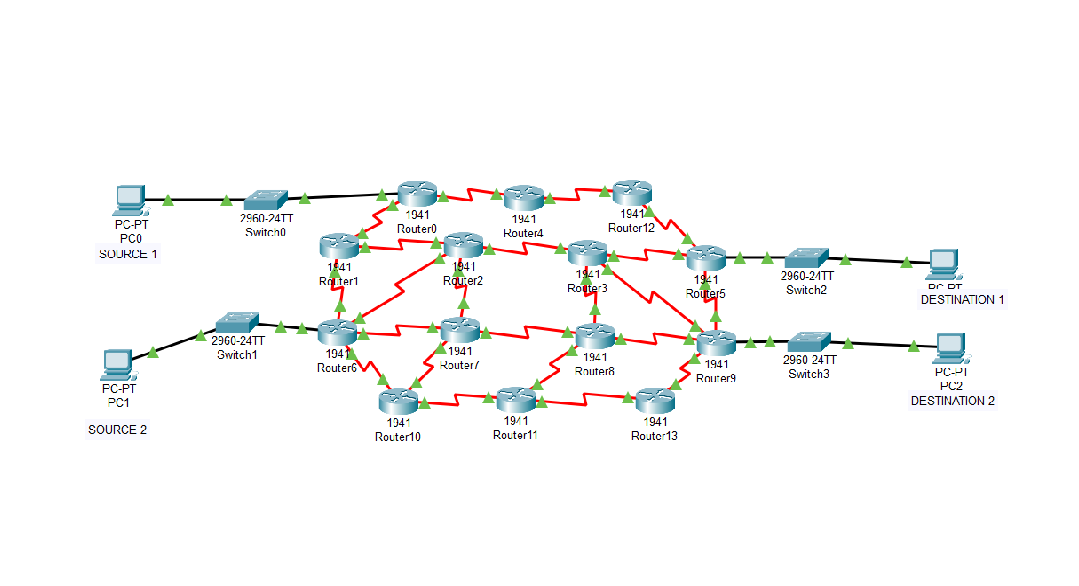 PC-PT
PC0
SOURCE 1
2960-24TT
Switch0
1941
Router0
1941
Router4
1941
Router12
1941
Router1
1941
Router2
1941
Router3
1941
Router5
2960-24TT
Switch2
PC-PT
DESTINATION 1
PC-PT
PC1
SOURCE 2
2960-24TT
Switch1
1941
Router6
1941
Router7
1941
Router8
1941
Router9
2960-24TT
Switch3
PC-PT
PC2
DESTINATION 2
1941
Router10
1941
Router11
1941
Router13